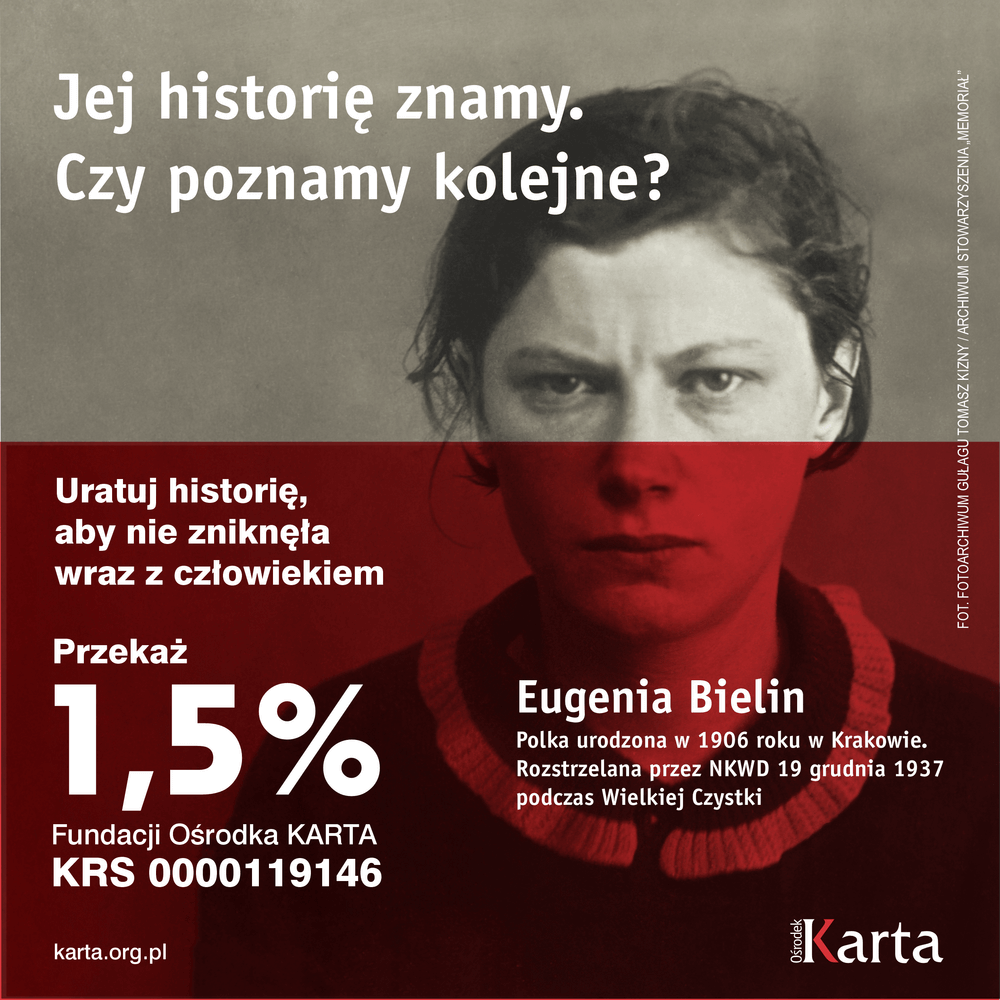 Jej historię znamy.
Czy poznamy kolejne?
FOT. FOTOARCHIWUM GUŁAGU TOMASZ KIZNY / ARCHIWUM STOWARZYSZENIA „MEMORIAŁ”
Uratuj historię,
aby nie zniknęła
wraz z człowiekiem
Przekaż
1,5%
Fundacji Ośrodka KARTA
KRS 0000119146
Eugenia Bielin
Polka urodzona w 1906 roku w Krakowie.
Rozstrzelana przez NKWD 19 grudnia 1937
podczas Wielkiej Czystki
karta.org.pl
Ośrodek Karta